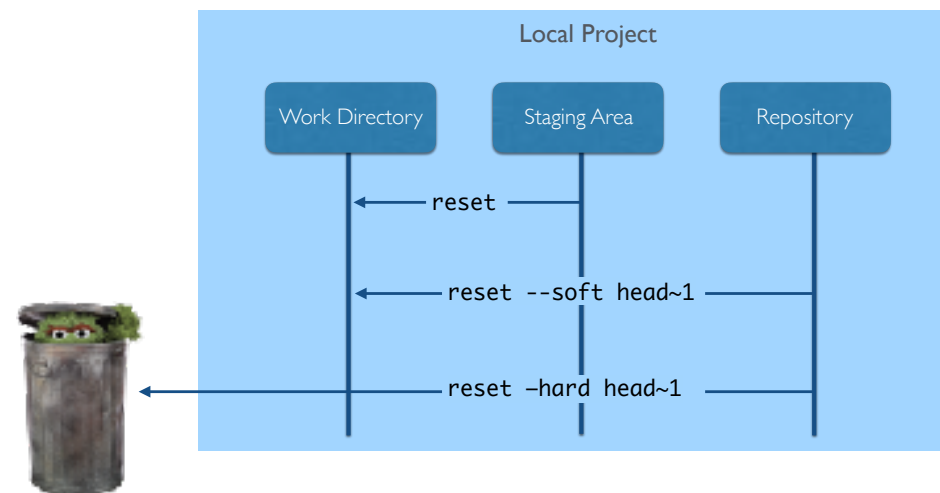 Local Project
Work Directory
Staging Area
Repository
reset
reset --soft head~1
reset –hard head~1